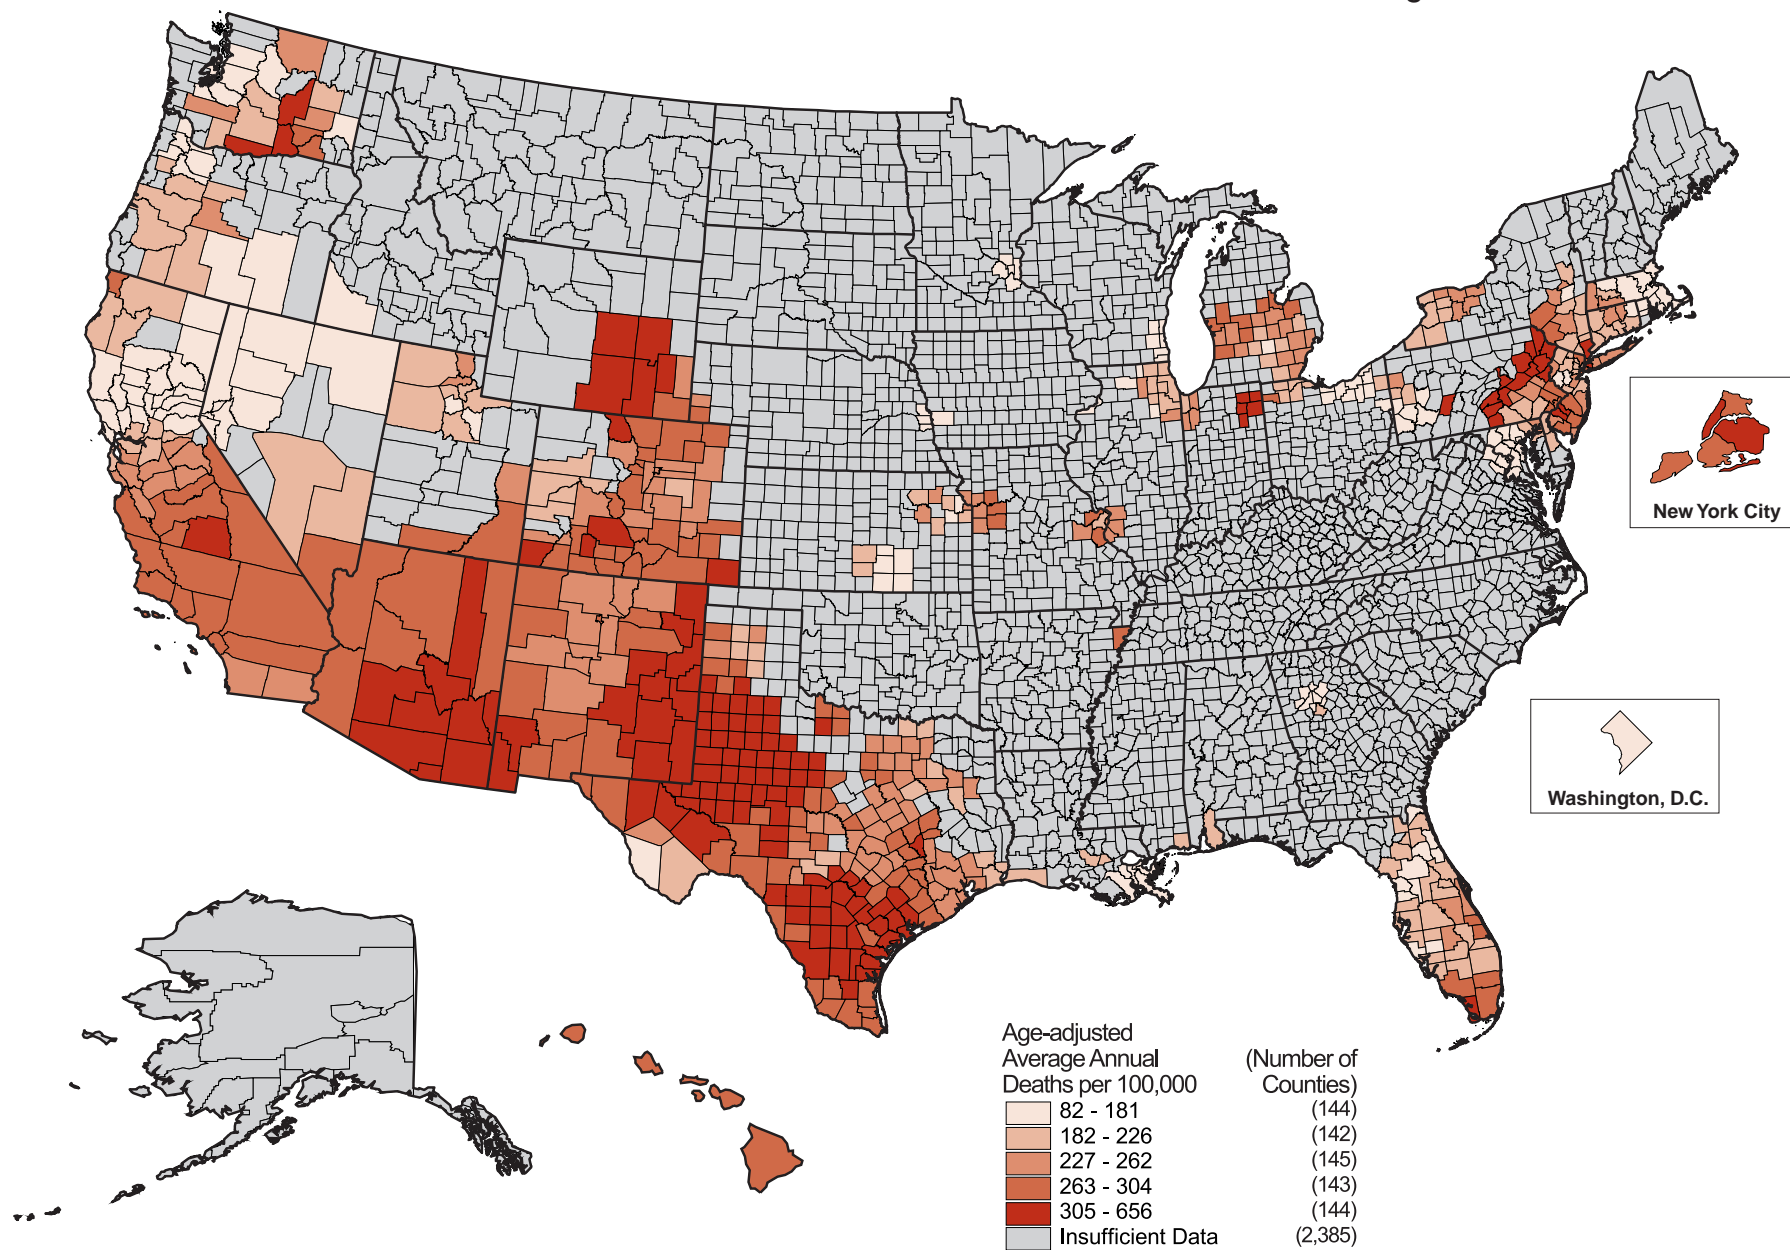 New York City
Washington, D.C.
Age-adjusted
Average Annual (Number of
Deaths per 100,000 Counties)
82 - 181 (144)
182 - 226 (142)
227 - 262 (145)
263 - 304 (143)
305 - 656 (144)
Insufficient Data (2,385)